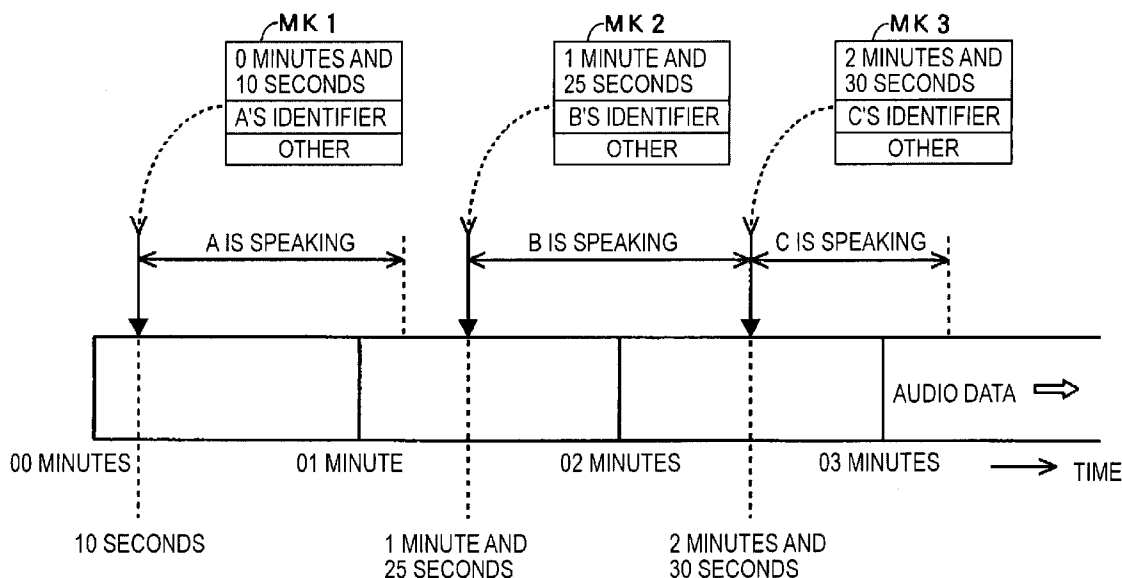 MK 1
0 MINUTES AND
10 SECONDS
A'S IDENTIFIER
OTHER
MK 2
1 MINUTE AND
25 SECONDS
B'S IDENTIFIER
OTHER
MK 3
2 MINUTES AND
30 SECONDS
C'S IDENTIFIER
OTHER
A IS SPEAKING
B IS SPEAKING
C IS SPEAKING
AUDIO DATA
00 MINUTES
01 MINUTE
02 MINUTES
03 MINUTES
TIME
10 SECONDS
1 MINUTE AND
25 SECONDS
2 MINUTES AND
30 SECONDS